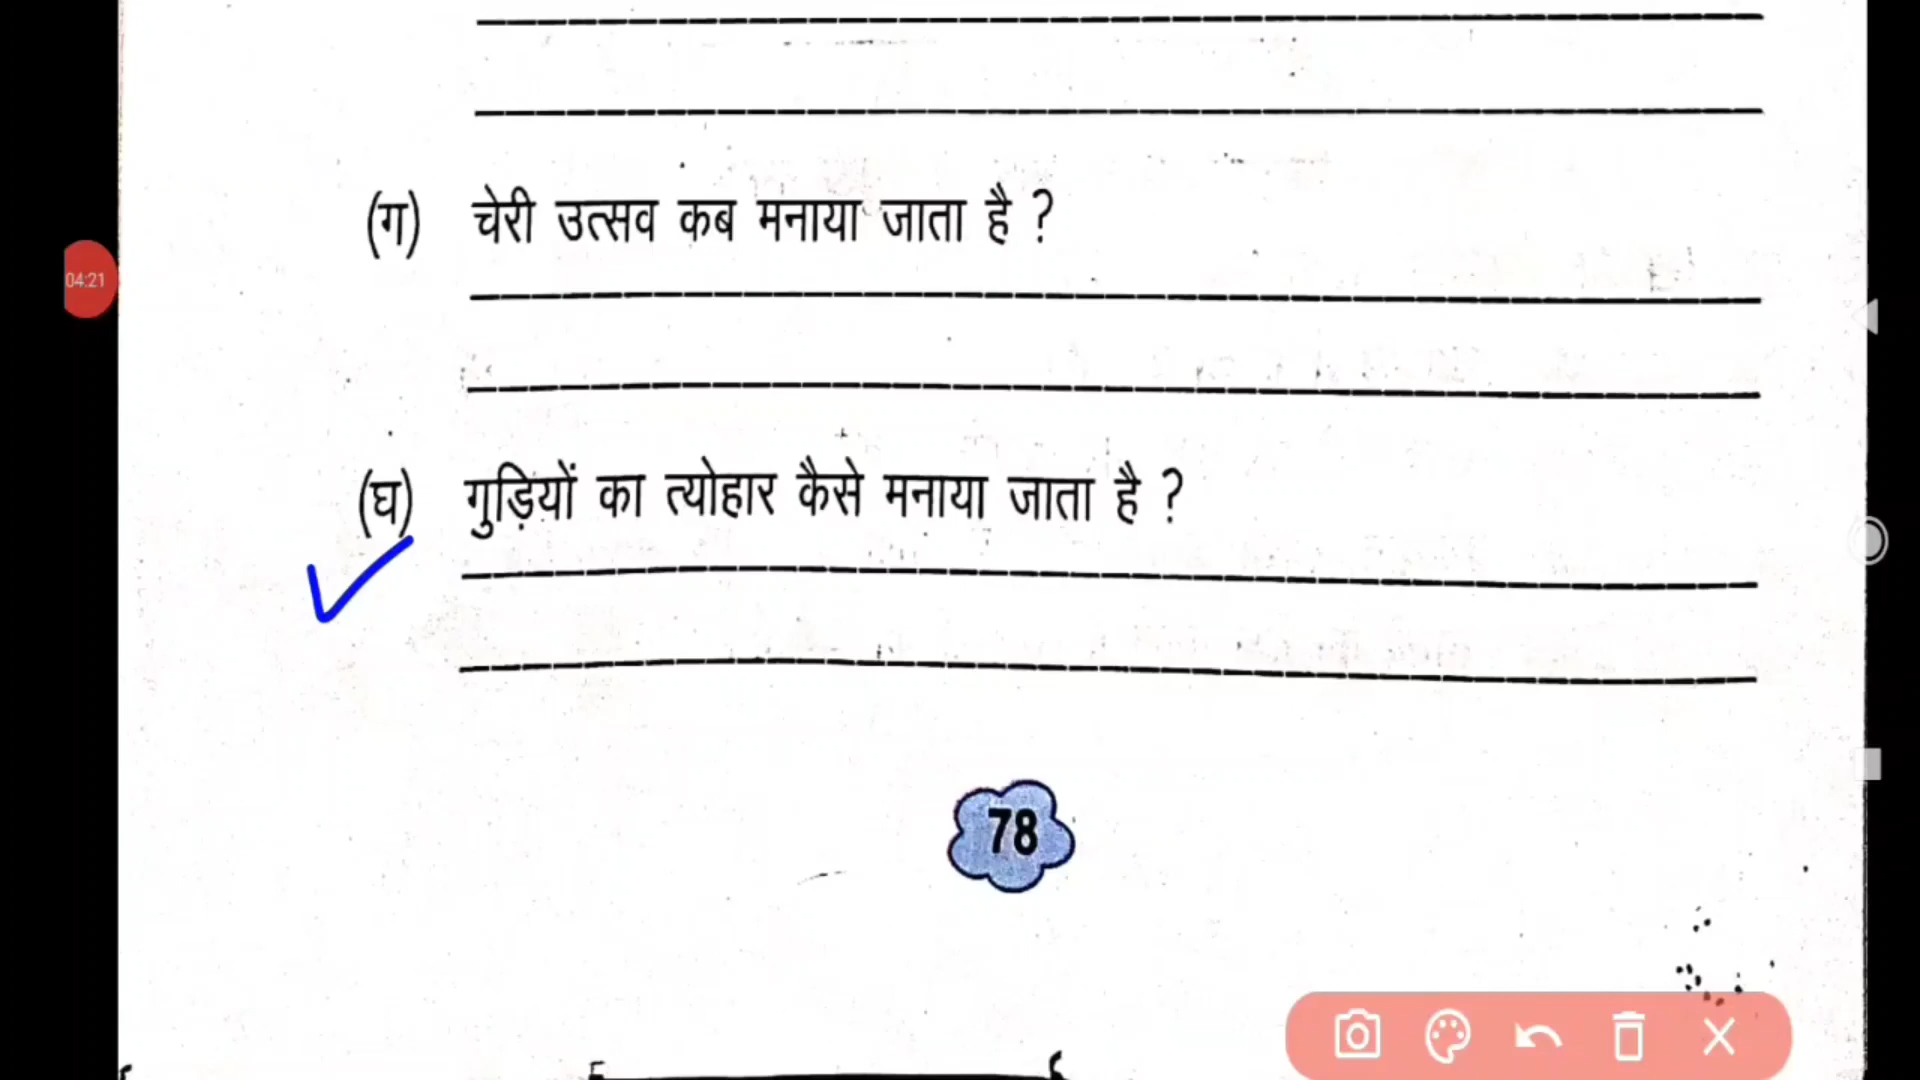 (ग) चेरी उत्सव कब मनाया जाता है ?
04:21
(घ) गुड़ियों का त्योहार कैसे मनाया जाता है ?
78